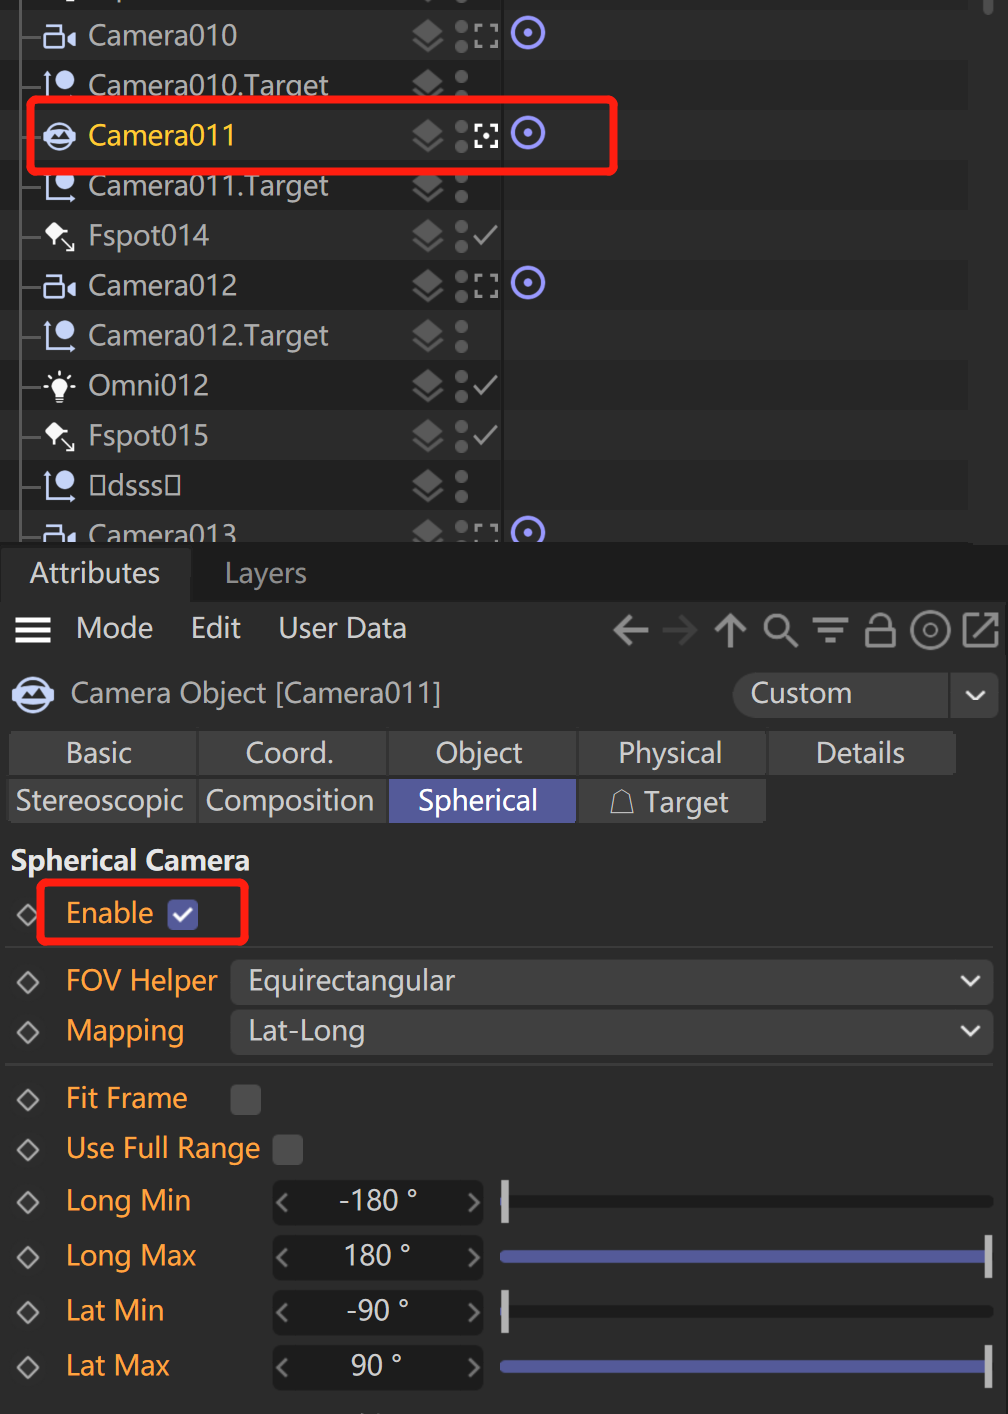 Camera010
Camera010.Target
Camera011
Camera011.Target
Fspot014
Camera012
Camera012.Target
Omni012
Fspot015
▯dsss▯
Camera013
Attributes Layers
Mode Edit User Data
Camera Object [Camera011] Custom
Basic Coord. Object Physical Details
Stereoscopic Composition Spherical Target
Spherical Camera
Enable
FOV Helper Equirectangular
Mapping Lat-Long
Fit Frame
Use Full Range
Long Min -180 °
Long Max 180 °
Lat Min -90 °
Lat Max 90 °